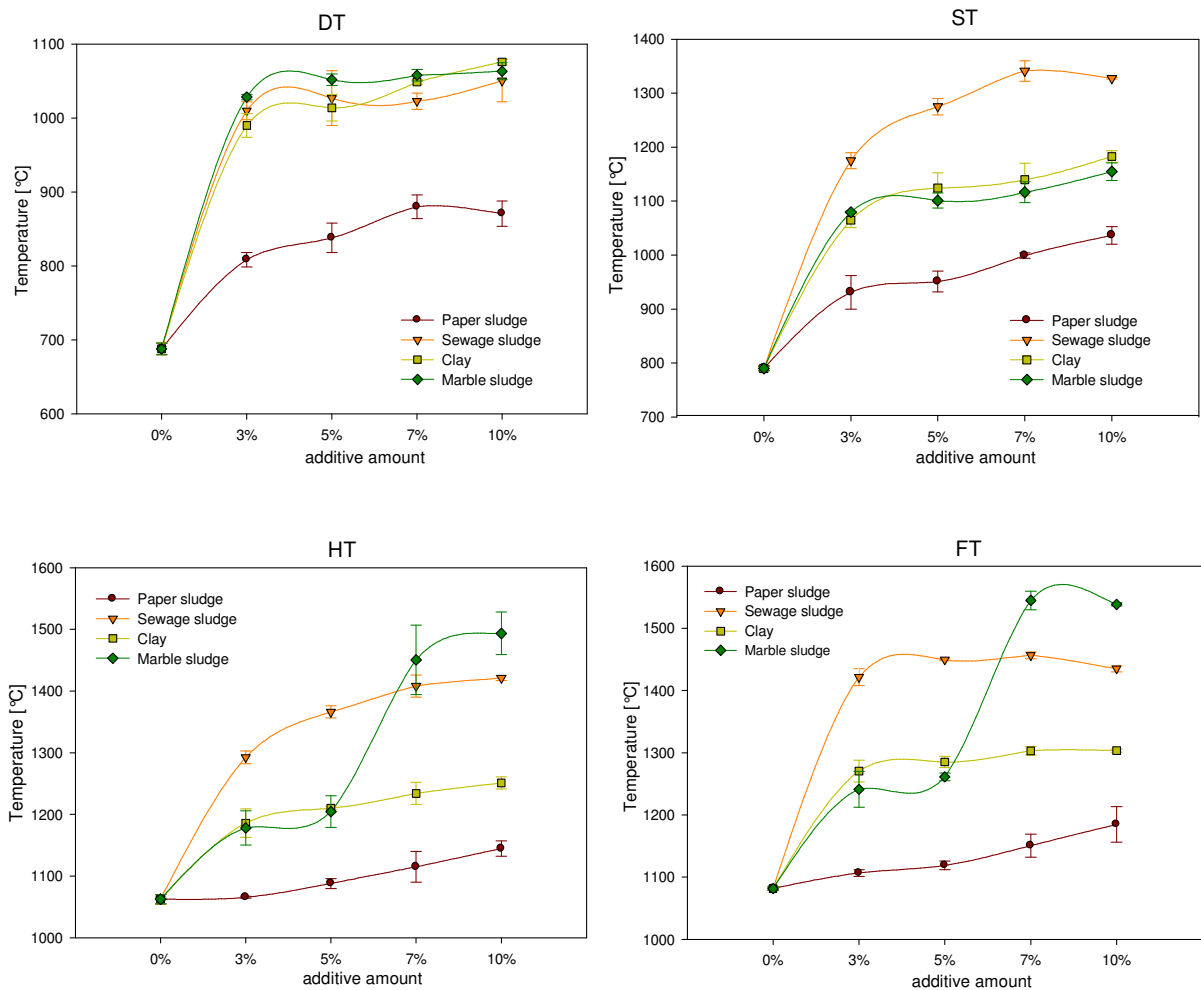 DT
1100
1000
900
800
700
600
Temperature [°C]
Paper sludge
Sewage sludge
Clay
Marble sludge
0% 3% 5% 7% 10%
additive amount
ST
1400
1300
1200
1100
1000
900
800
700
Temperature [°C]
Paper sludge
Sewage sludge
Clay
Marble sludge
0% 3% 5% 7% 10%
additive amount
HT
1600
1500
1400
1300
1200
1100
1000
Temperature [°C]
Paper sludge
Sewage sludge
Clay
Marble sludge
0% 3% 5% 7% 10%
additive amount
FT
1600
1500
1400
1300
1200
1100
1000
Temperature [°C]
Paper sludge
Sewage sludge
Clay
Marble sludge
0% 3% 5% 7% 10%
additive amount